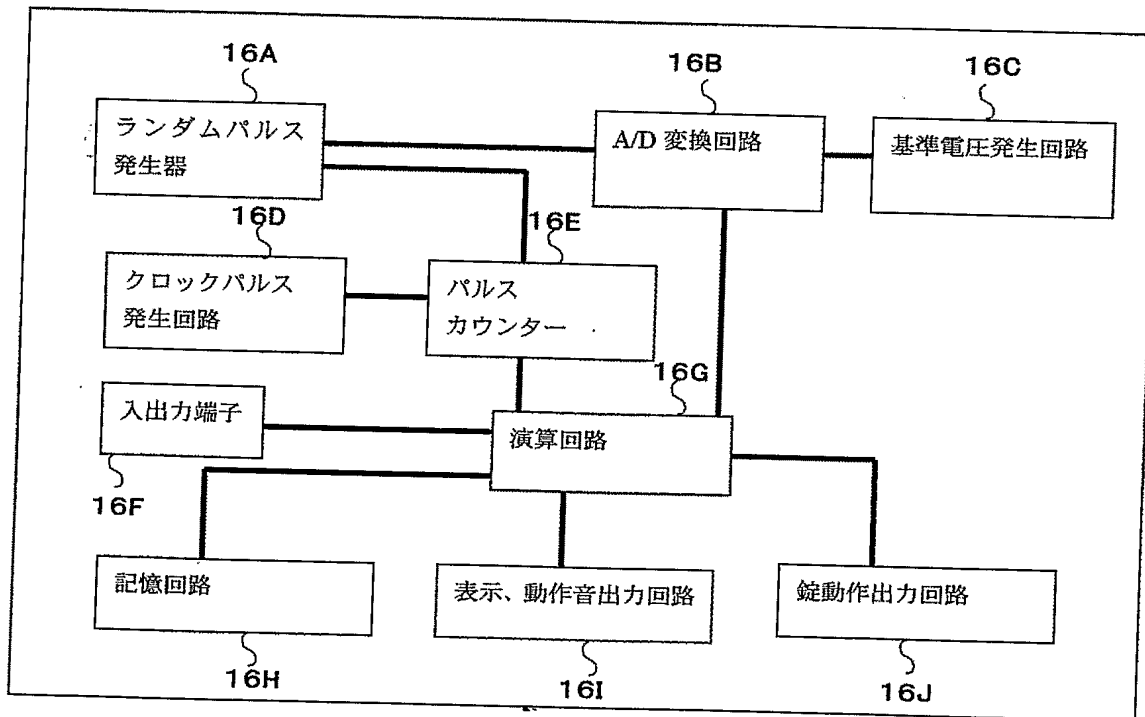 16A
16B
16C
ランダムパルス
発生器
A/D 変換回路
基準電圧発生回路
16D
16E
クロックパルス
発生回路
パルス
カウンター
16G
入出力端子
演算回路
16F
記憶回路
表示、動作音出力回路
錠動作出力回路
16H
16I
16J